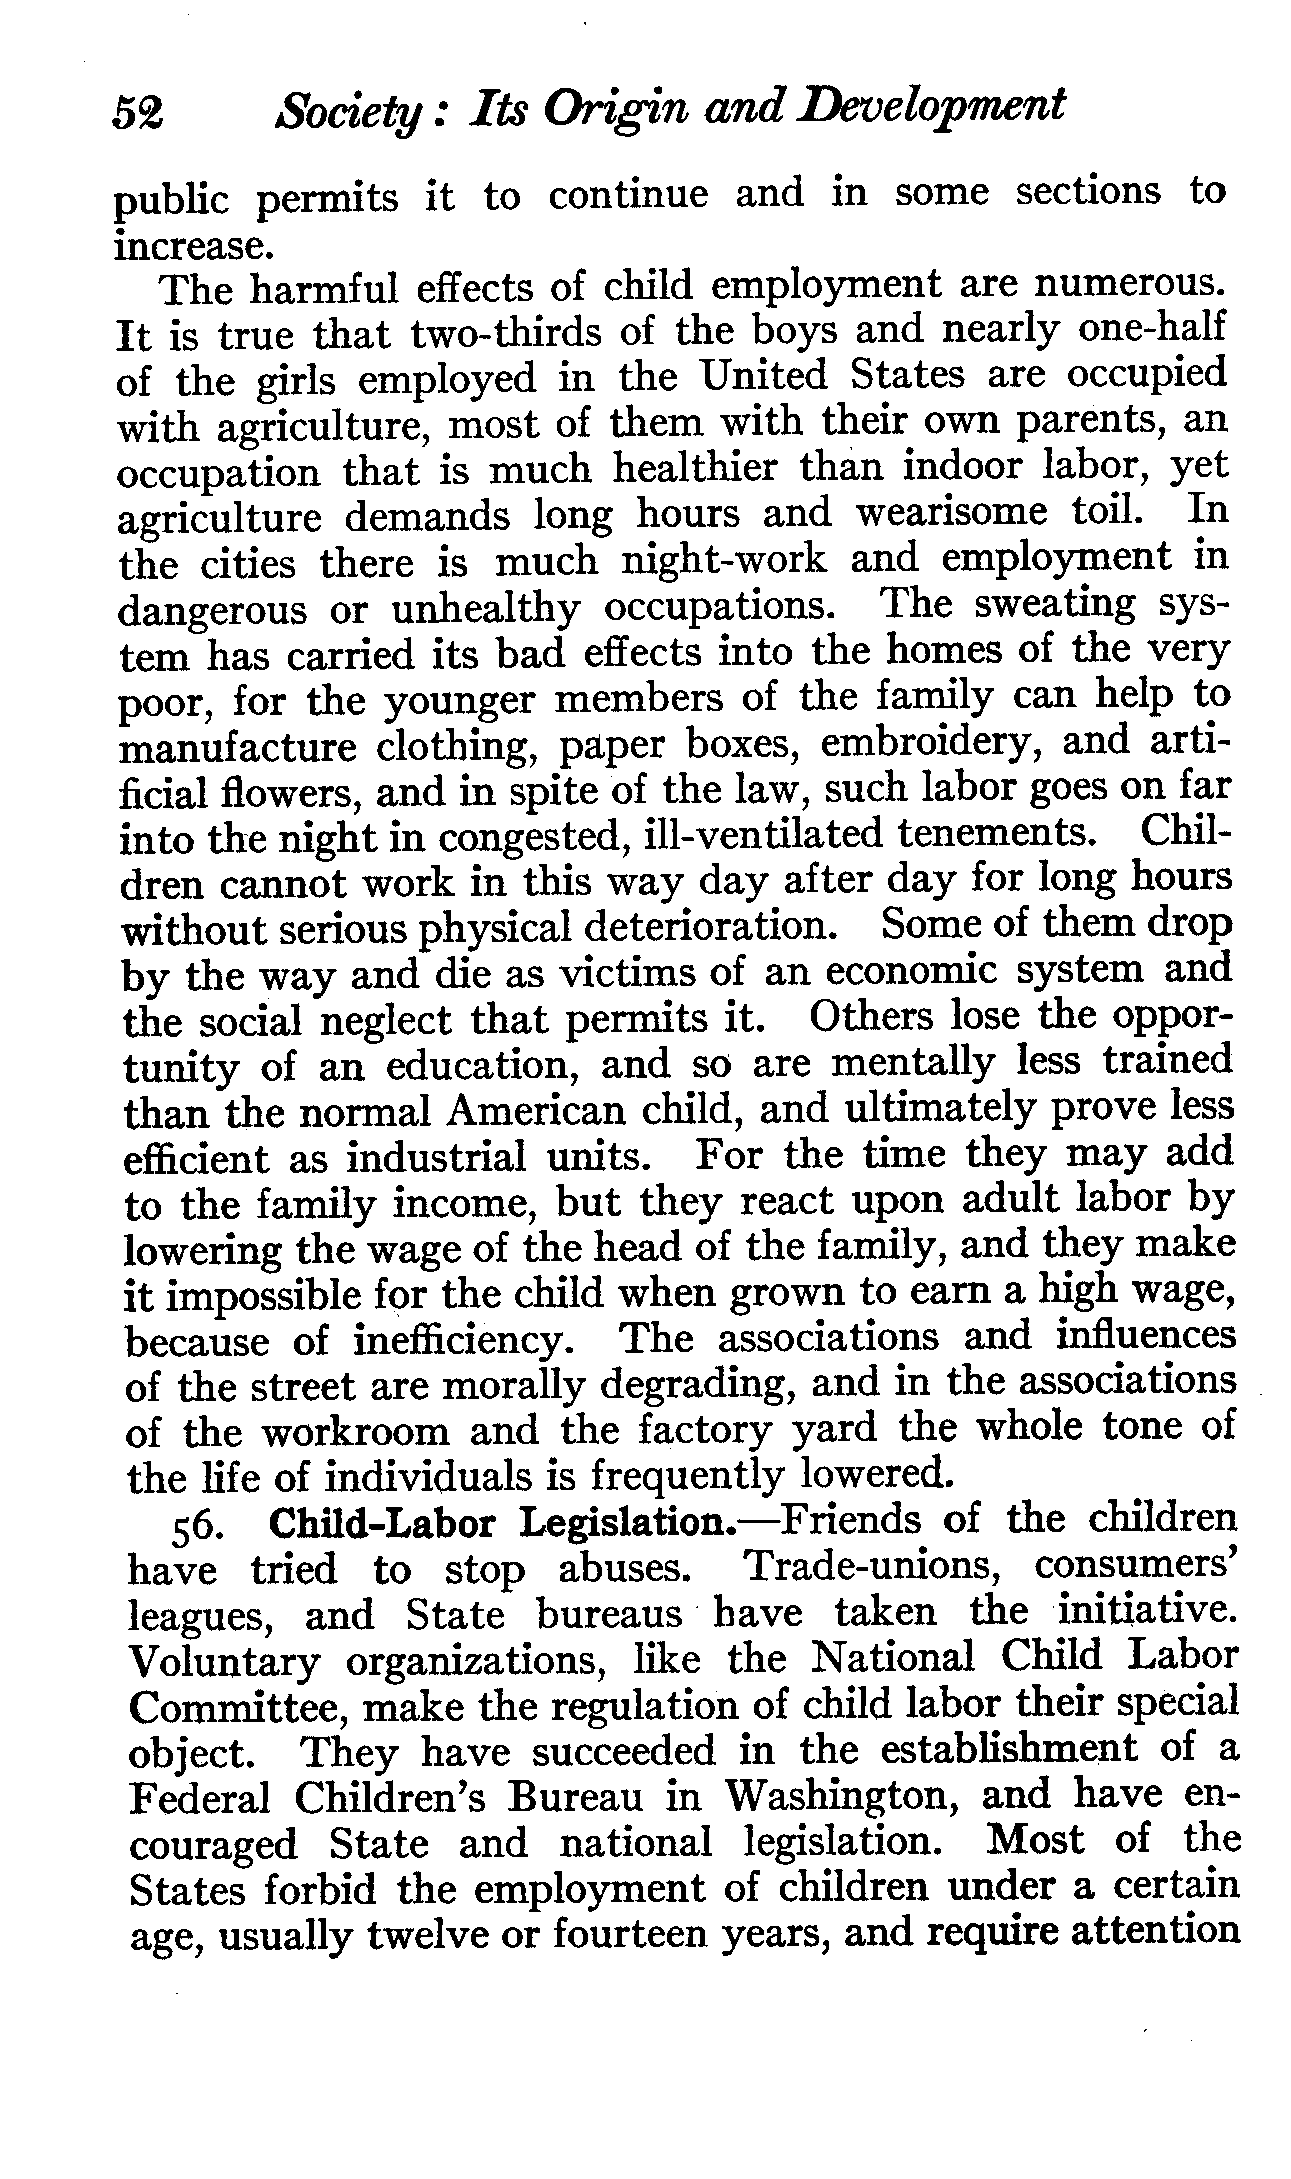 52 Society : Its Origin and Development
public permits it to continue and in some sections to
increase.
The harmful effects of child employment are numerous.
It is true that two-thirds of the boys and nearly one-half
of the girls employed in the United States are occupied
with agriculture, most of them with their own parents, an
occupation that is much healthier than indoor labor, yet
agriculture demands long hours and wearisome toil. In
the cities there is much night-work and employment in
dangerous or unhealthy occupations. The sweating sys-
tem has carried its bad effects into the homes of the very
poor, for the younger members of the family can help to
manufacture clothing, paper boxes, embroidery, and arti-
ficial flowers, and in spite of the law, such labor goes on far
into the night in congested, ill-ventilated tenements. Chil-
dren cannot work in this way day after day for long hours
without serious physical deterioration. Some of them drop
by the way and die as victims of an economic system and
the social neglect that permits it. Others lose the oppor-
tunity of an education, and so are mentally less trained
than the normal American child, and ultimately prove less
efficient as industrial units. For the time they may add
to the family income, but they react upon adult labor by
lowering the wage of the head of the family, and they make
it impossible for the child when grown to earn a high wage,
because of inefficiency. The associations and influences
of the street are morally degrading, and in the associations
of the workroom and the factory yard the whole tone of
the life of individuals is frequently lowered.
56. Child-Labor Legislation.—Friends of the children
have tried to stop abuses. Trade-unions, consumers'
leagues, and State bureaus have taken the initiative.
Voluntary organizations, like the National Child Labor
Committee, make the regulation of child labor their special
object. They have succeeded in the establishment of a
Federal Children's Bureau in Washington, and have en-
couraged State and national legislation. Most of the
States forbid the employment of children under a certain
age, usually twelve or fourteen years, and require attention